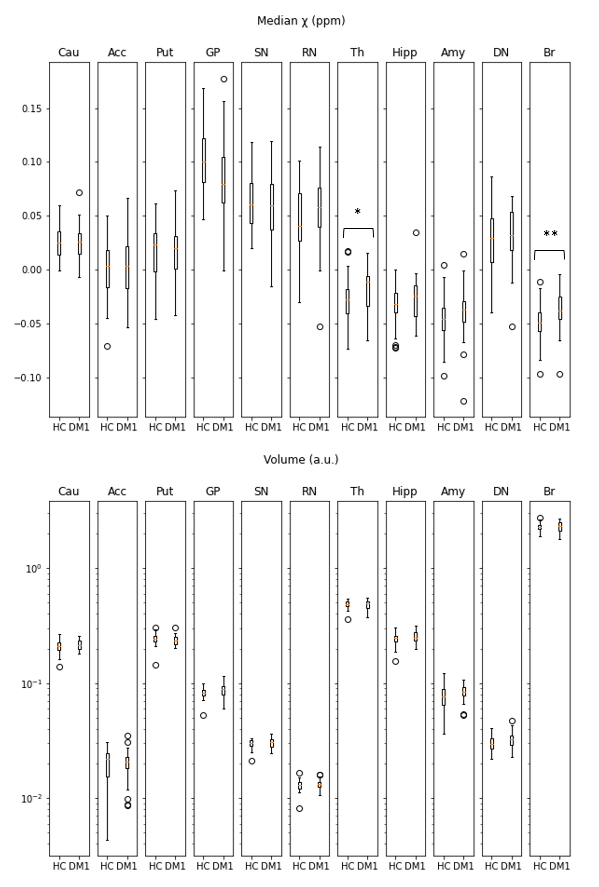 Median χ (ppm)
Cau Acc Put GP SN RN Th Hipp Amy DN Br
0.15
0.10
0.05
0.00
−0.05
−0.10
*
**
HC DM1 HC DM1 HC DM1 HC DM1 HC DM1 HC DM1 HC DM1 HC DM1 HC DM1 HC DM1 HC DM1
Volume (a.u.)
Cau Acc Put GP SN RN Th Hipp Amy DN Br
10⁰
10⁻¹
10⁻²
HC DM1 HC DM1 HC DM1 HC DM1 HC DM1 HC DM1 HC DM1 HC DM1 HC DM1 HC DM1 HC DM1